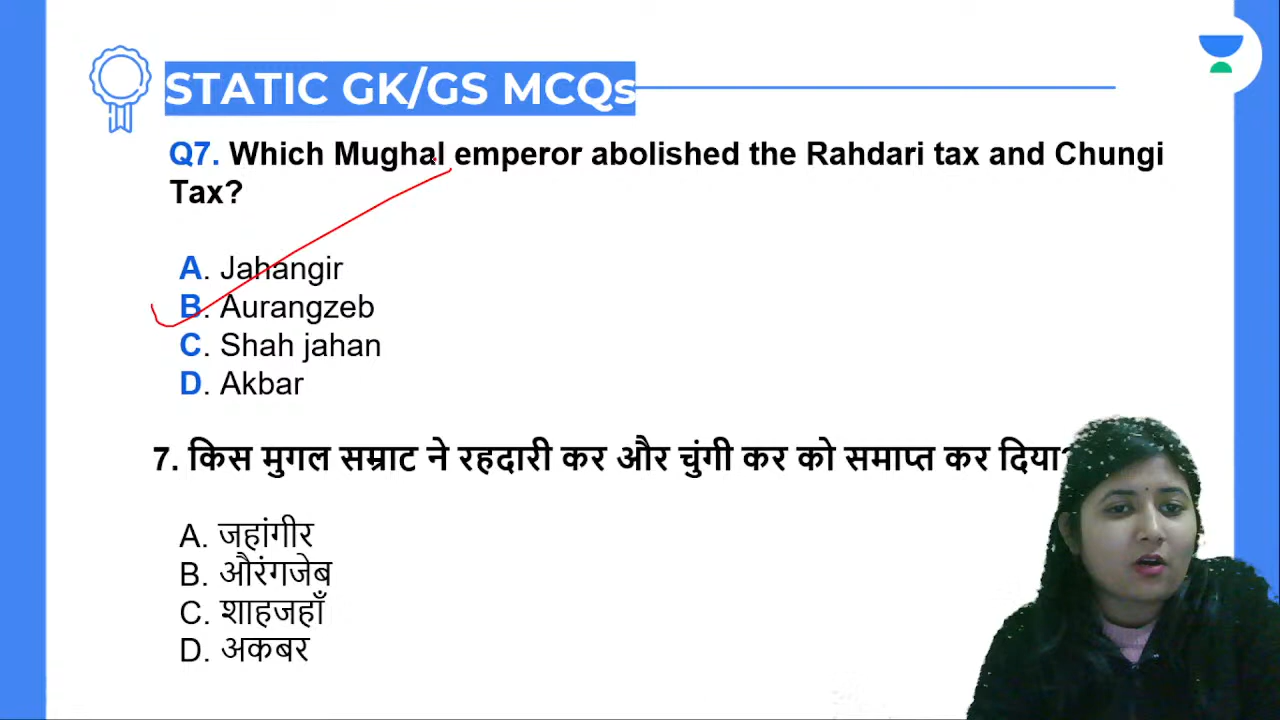 STATIC GK/GS MCQs
Q7. Which Mughal emperor abolished the Rahdari tax and Chungi
Tax?
A. Jahangir
B. Aurangzeb
C. Shah jahan
D. Akbar
7. किस मुगल सम्राट ने रहदारी कर और चुंगी कर को समाप्त कर दिया?
A. जहांगीर
B. औरंगजेब
C. शाहजहाँ
D. अकबर